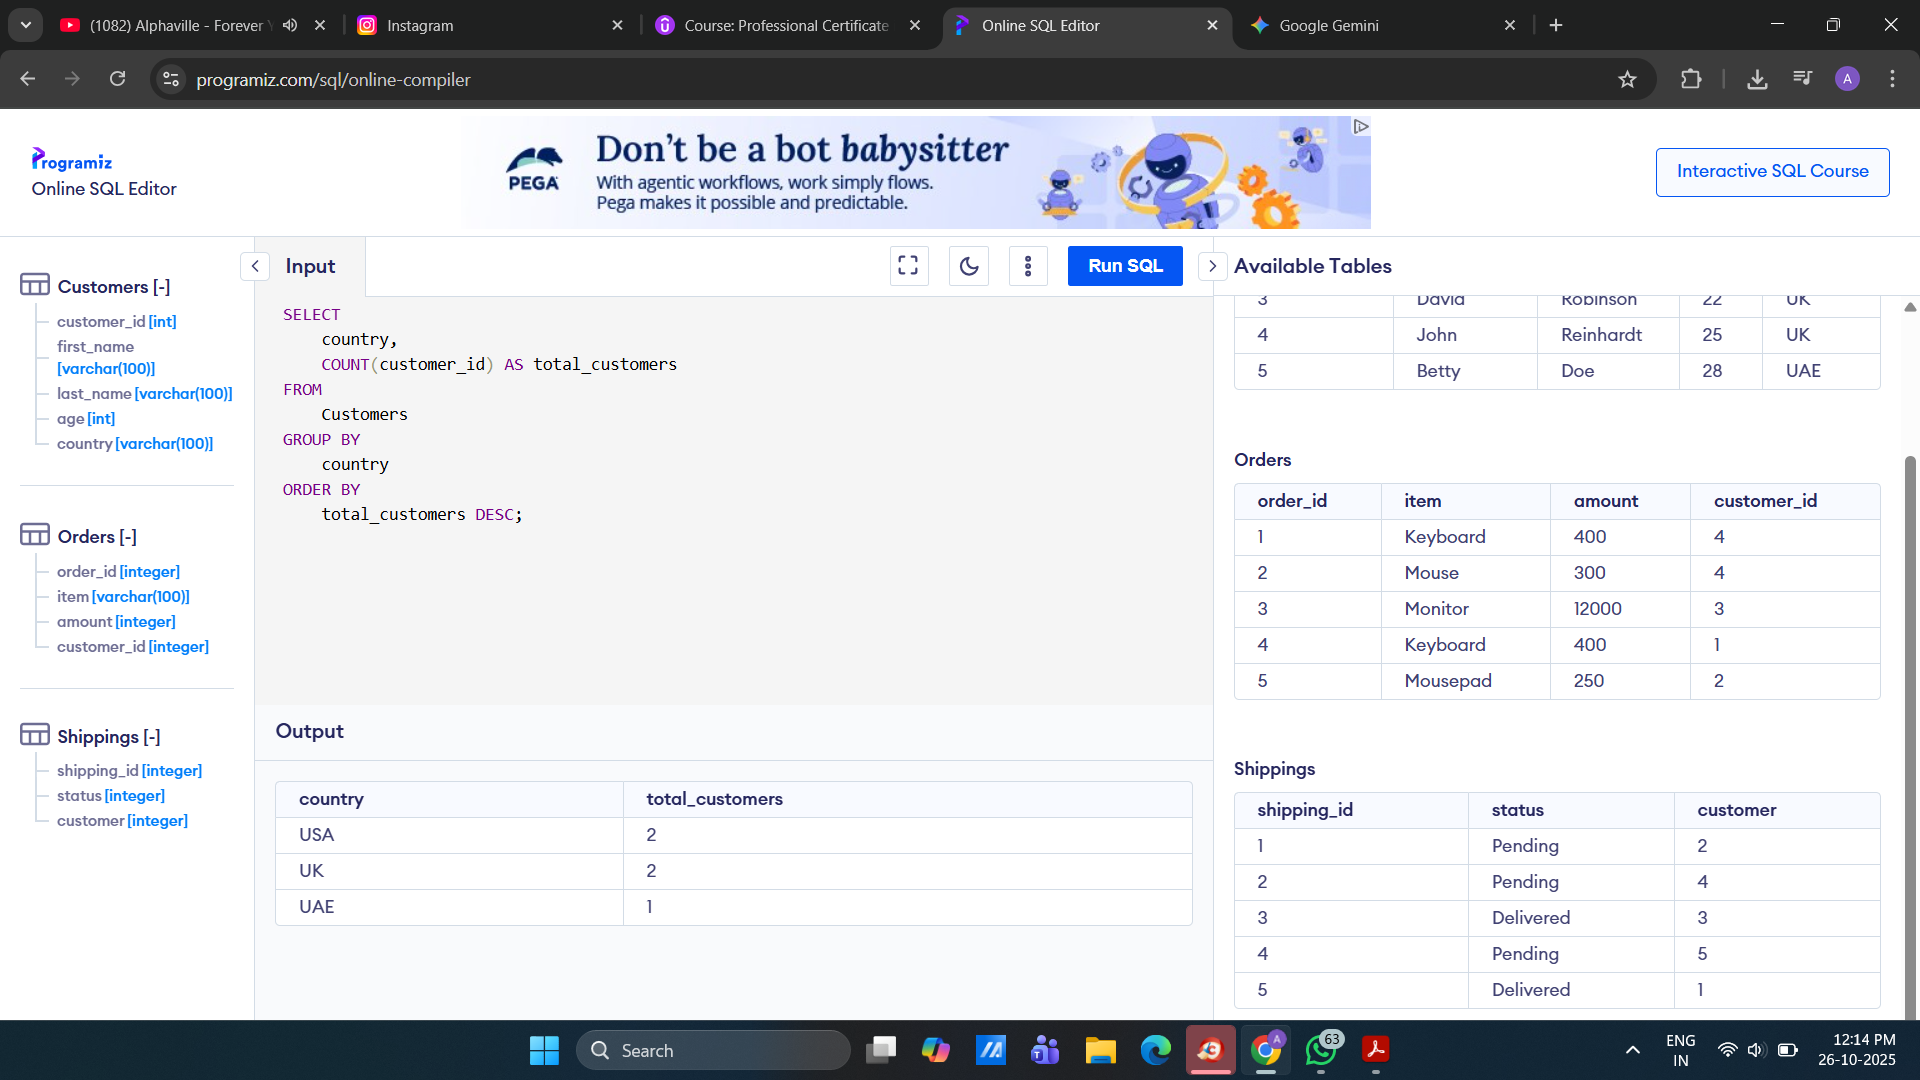 (1082) Alphaville - Forever Y
Instagram
Course: Professional Certificate
Online SQL Editor
Google Gemini
programiz.com/sql/online-compiler
A
Programiz
Online SQL Editor
PEGA
Don't be a bot babysitter
With agentic workflows, work simply flows.
Pega makes it possible and predictable.
Interactive SQL Course
Customers [-]
customer_id [int]
first_name
[varchar(100)]
last_name [varchar(100)]
age [int]
country [varchar(100)]
Orders [-]
order_id [integer]
item [varchar(100)]
amount [integer]
customer_id [integer]
Shippings [-]
shipping_id [integer]
status [integer]
customer [integer]
Input
Run SQL
SELECT
country,
COUNT(customer_id) AS total_customers
FROM
Customers
GROUP BY
country
ORDER BY
total_customers DESC;
Output
country total_customers
USA 2
UK 2
UAE 1
Available Tables
3 David Robinson 22 UK
4 John Reinhardt 25 UK
5 Betty Doe 28 UAE
Orders
order_id item amount customer_id
1 Keyboard 400 4
2 Mouse 300 4
3 Monitor 12000 3
4 Keyboard 400 1
5 Mousepad 250 2
Shippings
shipping_id status customer
1 Pending 2
2 Pending 4
3 Delivered 3
4 Pending 5
5 Delivered 1
Search
A
63
ENG
IN
12:14 PM
26-10-2025